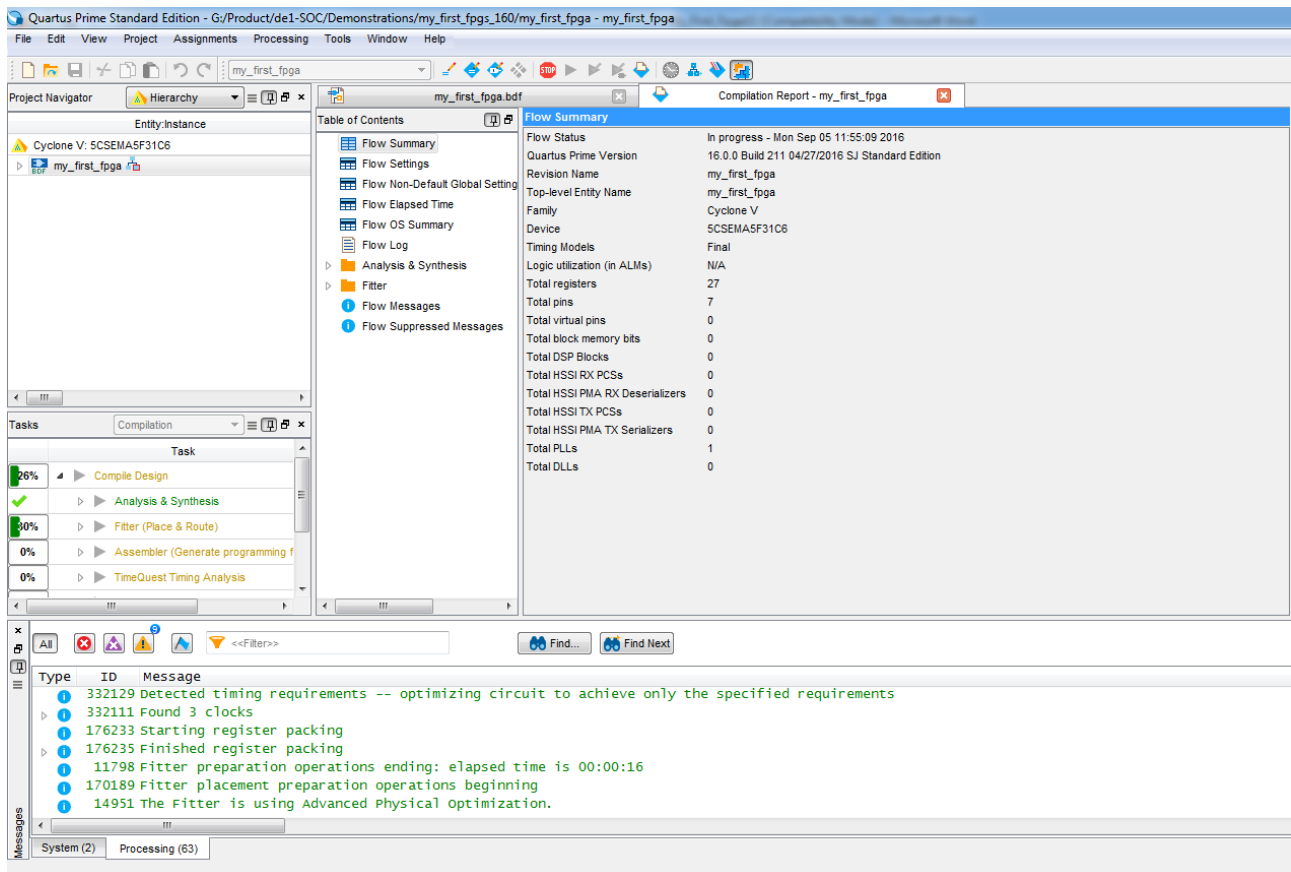 Quartus Prime Standard Edition - G:/Product/de1-SOC/Demonstrations/my_first_fpgs_160/my_first_fpga - my_first_fpga
File Edit View Project Assignments Processing Tools Window Help
my_first_fpga
STOP
Project Navigator
Hierarchy
Entity:Instance
Cyclone V: 5CSEMA5F31C6
BDF my_first_fpga
my_first_fpga.bdf
Compilation Report - my_first_fpga
Table of Contents
Flow Summary
Flow Settings
Flow Non-Default Global Setting
Flow Elapsed Time
Flow OS Summary
Flow Log
Analysis & Synthesis
Fitter
Flow Messages
Flow Suppressed Messages
Flow Summary
Flow Status In progress - Mon Sep 05 11:55:09 2016
Quartus Prime Version 16.0.0 Build 211 04/27/2016 SJ Standard Edition
Revision Name my_first_fpga
Top-level Entity Name my_first_fpga
Family Cyclone V
Device 5CSEMA5F31C6
Timing Models Final
Logic utilization (in ALMs) N/A
Total registers 27
Total pins 7
Total virtual pins 0
Total block memory bits 0
Total DSP Blocks 0
Total HSSI RX PCSs 0
Total HSSI PMA RX Deserializers 0
Total HSSI TX PCSs 0
Total HSSI PMA TX Serializers 0
Total PLLs 1
Total DLLs 0
Tasks
Compilation
Task
26% Compile Design
Analysis & Synthesis
30% Fitter (Place & Route)
0% Assembler (Generate programming f
0% TimeQuest Timing Analysis
All
9
<<Filter>>
Find...
Find Next
Type ID Message
332129 Detected timing requirements -- optimizing circuit to achieve only the specified requirements
332111 Found 3 clocks
176233 Starting register packing
176235 Finished register packing
11798 Fitter preparation operations ending: elapsed time is 00:00:16
170189 Fitter placement preparation operations beginning
14951 The Fitter is using Advanced Physical Optimization.
Messages
System (2)
Processing (63)